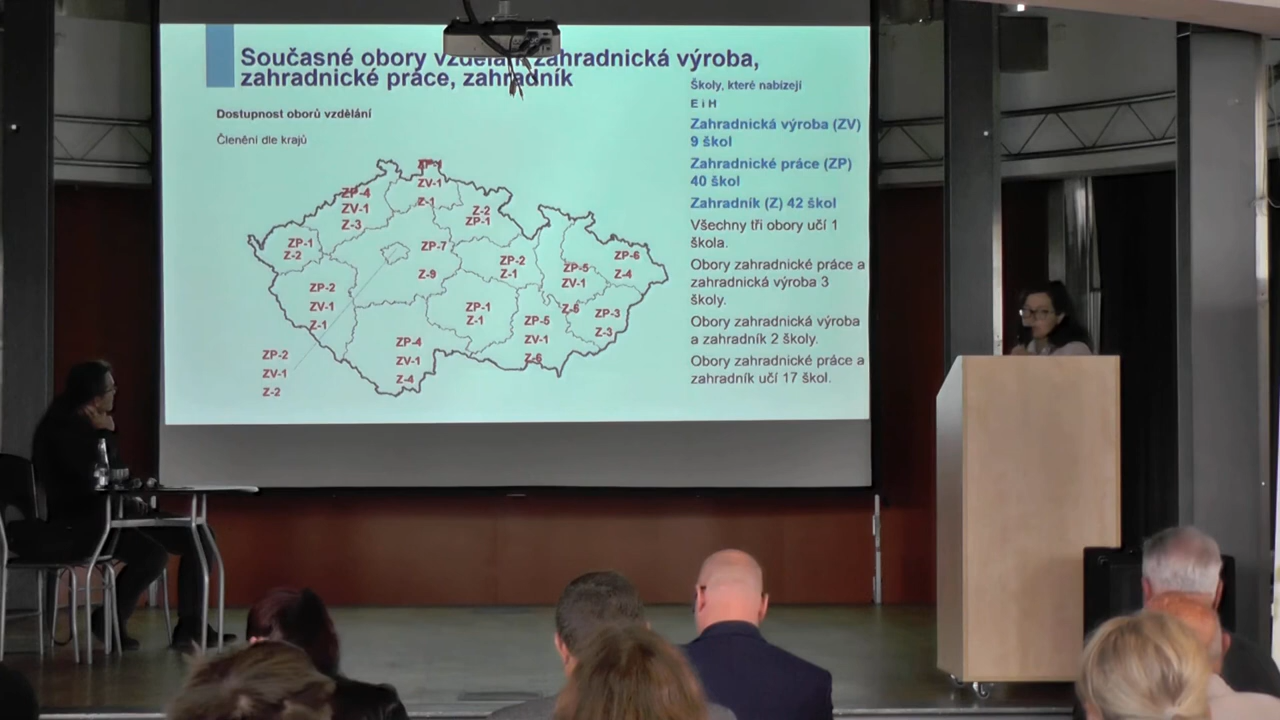 Současné obory vzdělání zahradnická výroba,
zahradnické práce, zahradník
Dostupnost oborů vzdělání
Členění dle krajů
Školy, které nabízejí
E i H
Zahradnická výroba (ZV)
9 škol
Zahradnické práce (ZP)
40 škol
Zahradník (Z) 42 škol
Všechny tři obory učí 1
škola.
Obory zahradnické práce a
zahradnická výroba 3
školy.
Obory zahradnická výroba
a zahradník 2 školy.
Obory zahradnické práce a
zahradník učí 17 škol.
ZV-1
Z-1
ZP-4
ZV-1
Z-3
Z-2
ZP-1
ZP-1
Z-2
ZP-7
Z-9
ZP-2
Z-1
ZP-5
ZV-1
Z-6
ZP-6
Z-4
ZP-2
ZV-1
Z-1
ZP-1
Z-1
ZP-5
ZV-1
Z-6
ZP-3
Z-3
ZP-4
ZV-1
Z-4
ZP-2
ZV-1
Z-2